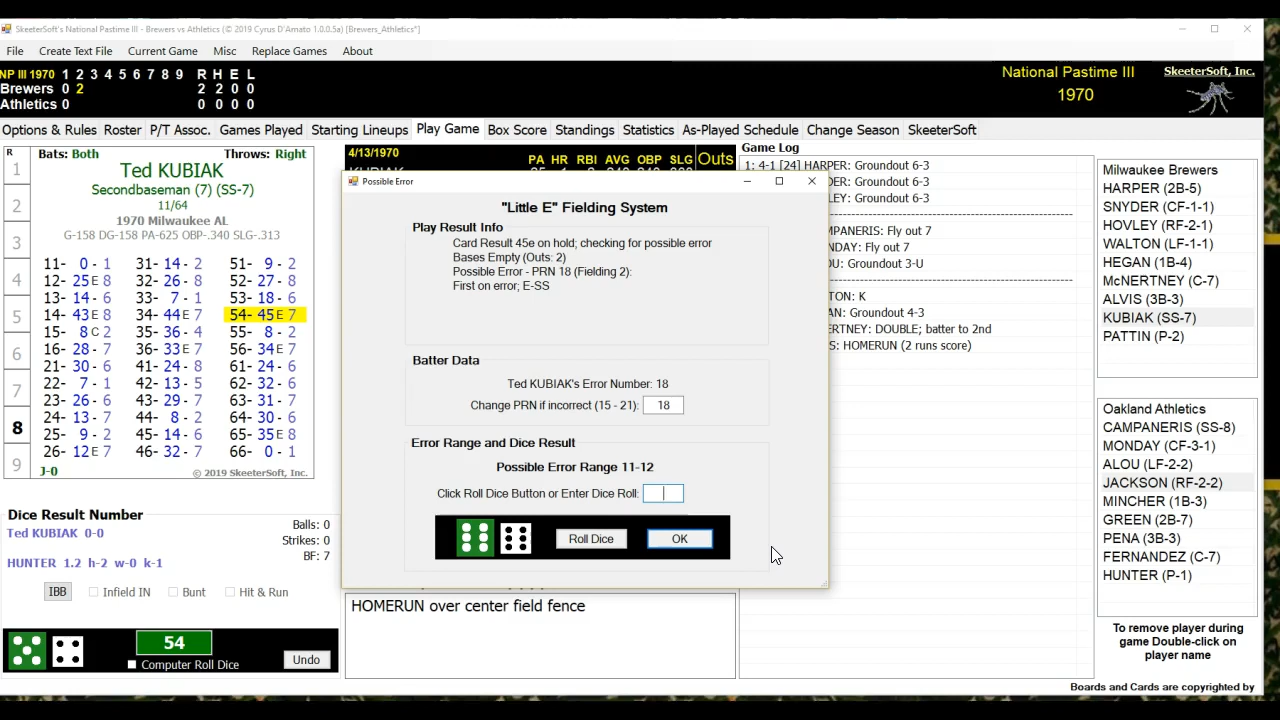 SkeeterSoft's National Pastime III - Brewers vs Athletics (© 2019 Cyrus D'Amato 1.0.0.5a) [Brewers_Athletics*]
File Create Text File Current Game Misc Replace Games About
NP III 1970 1 2 3 4 5 6 7 8 9 R H E L
Brewers 0 2 2 2 0 0
Athletics 0 0 0 0 0
National Pastime III
1970
SkeeterSoft, Inc.
Options & Rules Roster P/T Assoc. Games Played Starting Lineups Play Game Box Score Standings Statistics As-Played Schedule Change Season SkeeterSoft
R
1
2
3
4
5
6
7
8
9
Bats: Both Throws: Right
Ted KUBIAK
Secondbaseman (7) (SS-7)
11/64
1970 Milwaukee AL
G-158 DG-158 PA-625 OBP-.340 SLG-.313
11- 0 - 1 31- 14 - 2 51- 9 - 2
12- 25 E 8 32- 26 - 8 52- 27 - 8
13- 14 - 6 33- 7 - 1 53- 18 - 6
14- 43 E 8 34- 44 E 7 54- 45 E 7
15- 8 C 2 35- 36 - 4 55- 8 - 2
16- 28 - 7 36- 33 E 7 56- 34 E 7
21- 30 - 6 41- 24 - 8 61- 24 - 6
22- 7 - 1 42- 13 - 5 62- 32 - 6
23- 26 - 6 43- 29 - 7 63- 31 - 7
24- 13 - 7 44- 8 - 2 64- 30 - 6
25- 9 - 2 45- 14 - 6 65- 35 E 8
26- 12 E 7 46- 32 - 7 66- 0 - 1
J-0 © 2019 SkeeterSoft, Inc.
4/13/1970
PA HR RBI AVG OBP SLG Outs
Possible Error
"Little E" Fielding System
Play Result Info
Card Result 45e on hold; checking for possible error
Bases Empty (Outs: 2)
Possible Error - PRN 18 (Fielding 2):
First on error; E-SS
Batter Data
Ted KUBIAK's Error Number: 18
Change PRN if incorrect (15 - 21): 18
Error Range and Dice Result
Possible Error Range 11-12
Click Roll Dice Button or Enter Dice Roll:
Roll Dice OK
Game Log
1: 4-1 [24] HARPER: Groundout 6-3
DER: Groundout 6-3
LEY: Groundout 6-3
MPANERIS: Fly out 7
NDAY: Fly out 7
OU: Groundout 3-U
TON: K
AN: Groundout 4-3
ERTNEY: DOUBLE; batter to 2nd
S: HOMERUN (2 runs score)
Milwaukee Brewers
HARPER (2B-5)
SNYDER (CF-1-1)
HOVLEY (RF-2-1)
WALTON (LF-1-1)
HEGAN (1B-4)
McNERTNEY (C-7)
ALVIS (3B-3)
KUBIAK (SS-7)
PATTIN (P-2)
Oakland Athletics
CAMPANERIS (SS-8)
MONDAY (CF-3-1)
ALOU (LF-2-2)
JACKSON (RF-2-2)
MINCHER (1B-3)
GREEN (2B-7)
PENA (3B-3)
FERNANDEZ (C-7)
HUNTER (P-1)
To remove player during
game Double-click on
player name
Dice Result Number
Ted KUBIAK 0-0
HUNTER 1.2 h-2 w-0 k-1
Balls: 0
Strikes: 0
BF: 7
IBB Infield IN Bunt Hit & Run
54
Computer Roll Dice
Undo
HOMERUN over center field fence
Boards and Cards are copyrighted by